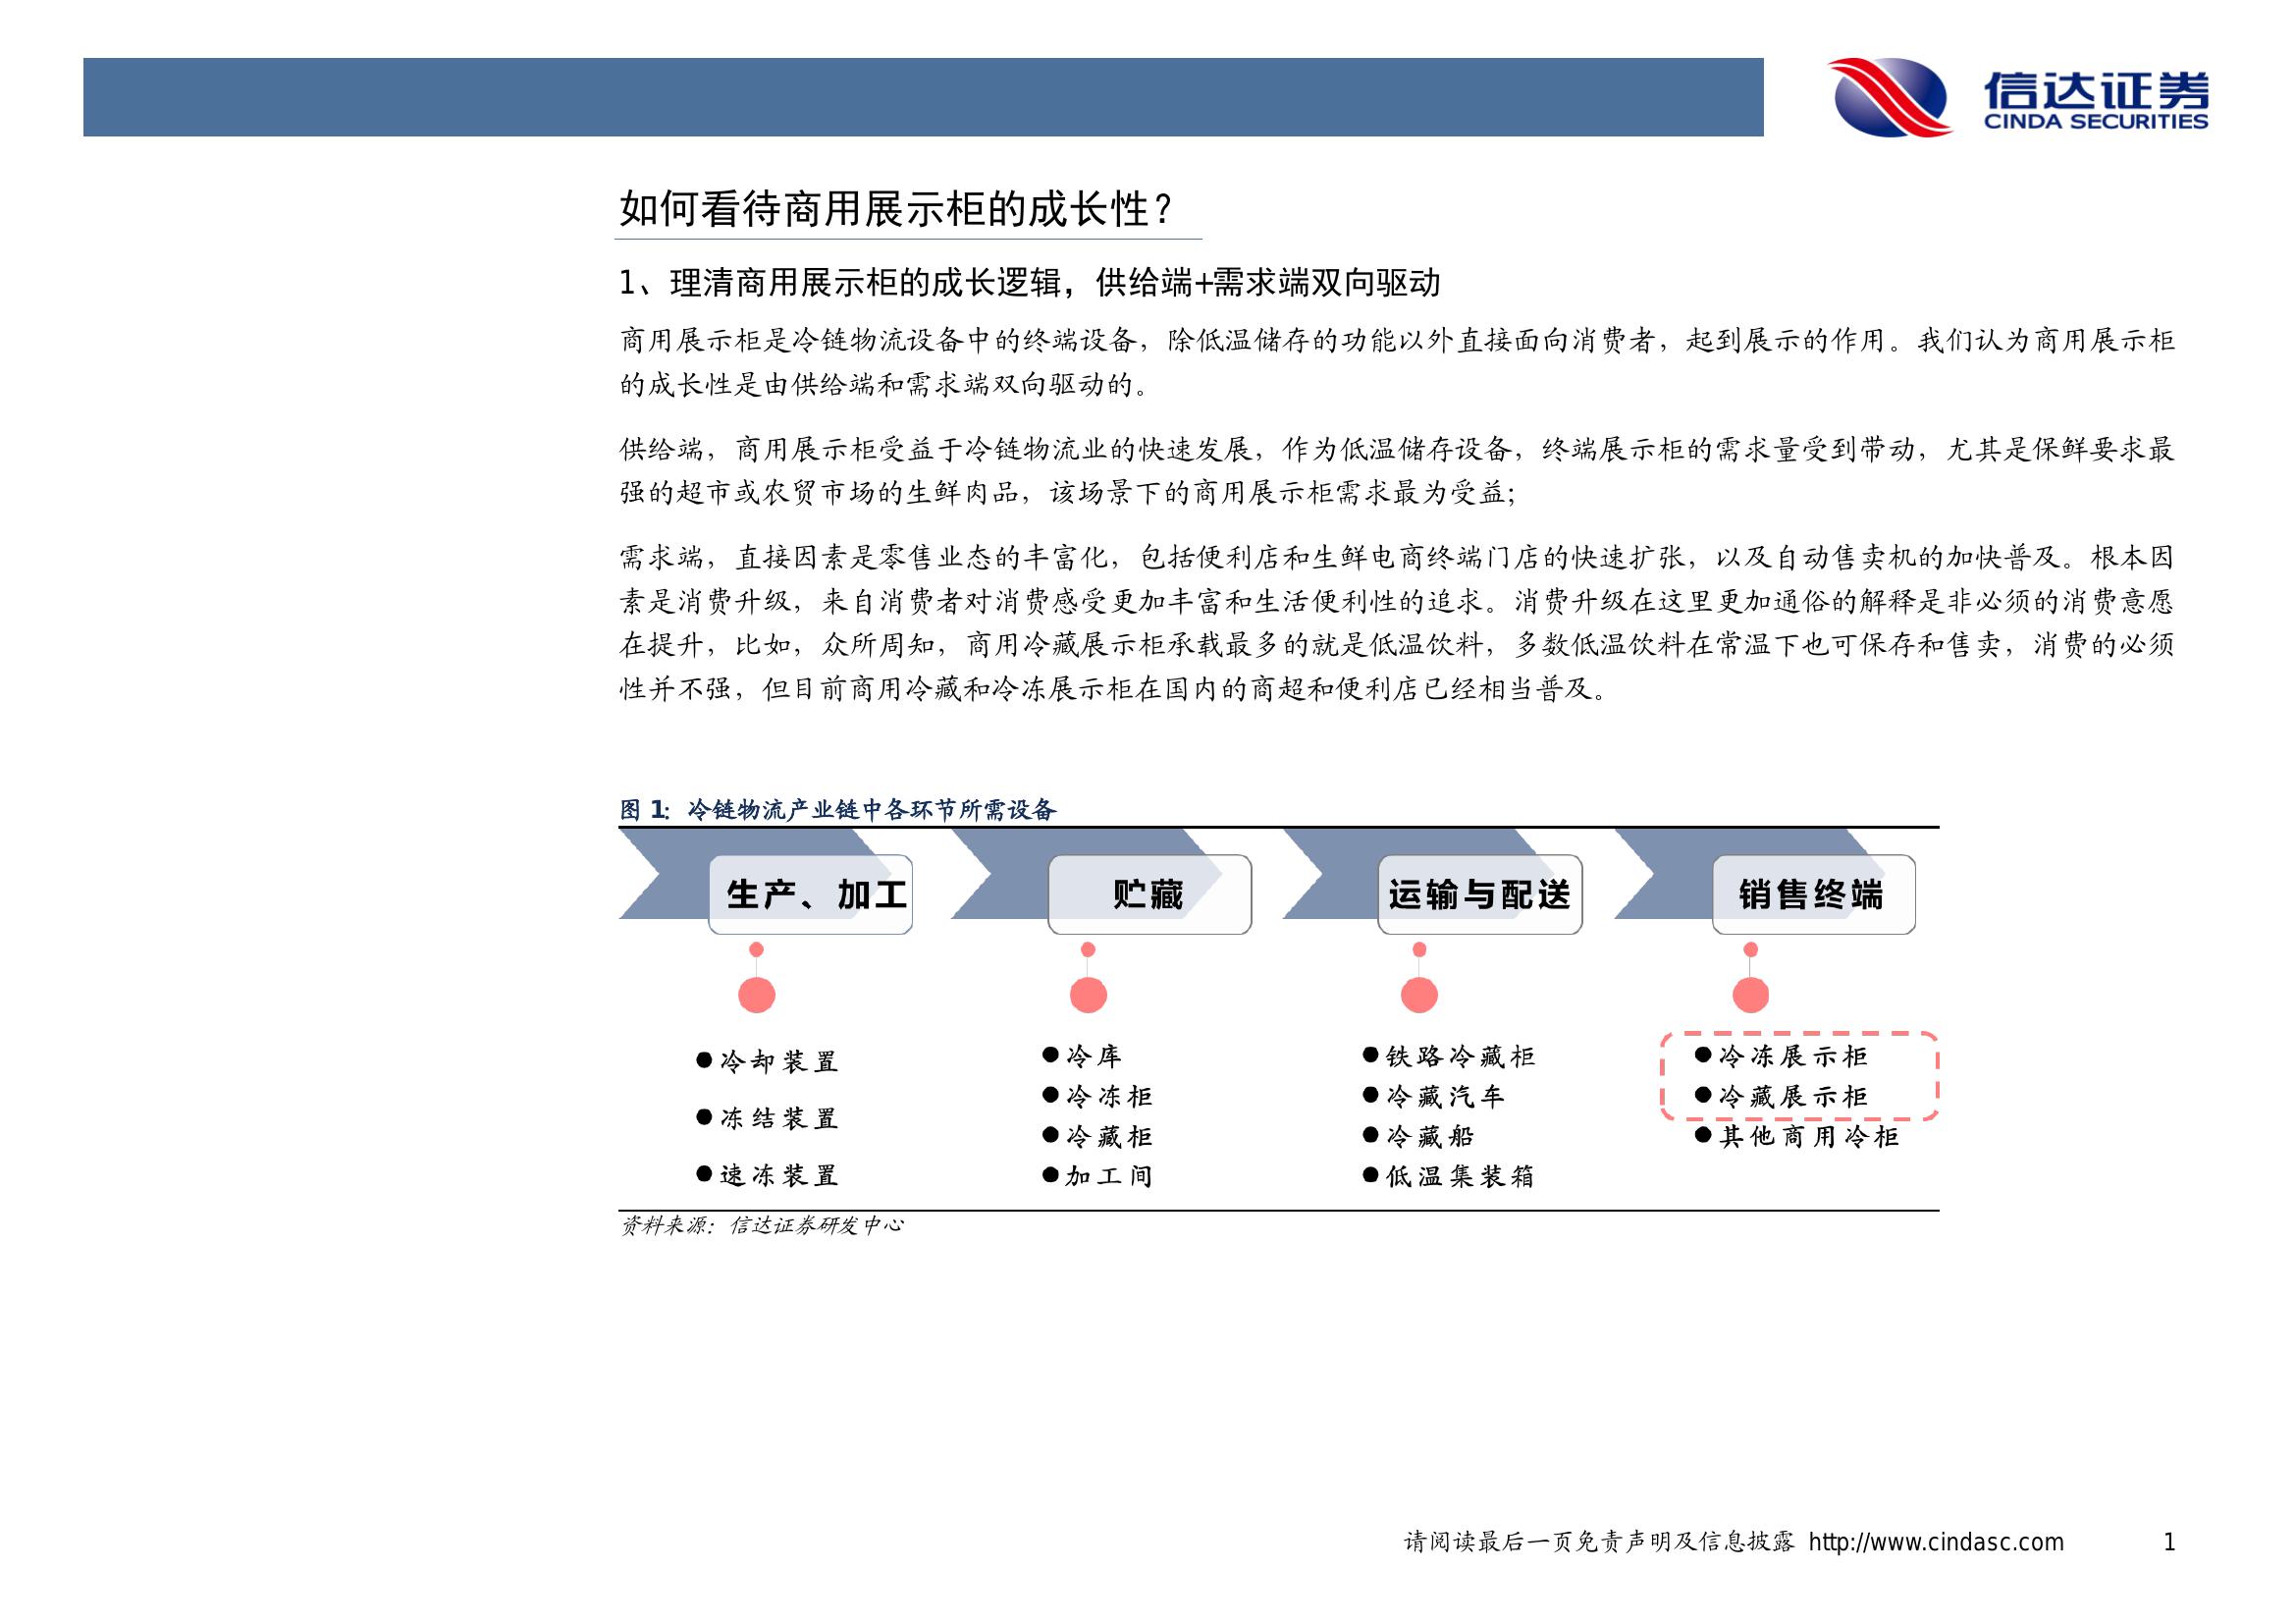 信达证券
CINDA SECURITIES
如何看待商用展示柜的成长性？
1、理清商用展示柜的成长逻辑，供给端+需求端双向驱动
商用展示柜是冷链物流设备中的终端设备，除低温储存的功能以外直接面向消费者，起到展示的作用。我们认为商用展示柜
的成长性是由供给端和需求端双向驱动的。
供给端，商用展示柜受益于冷链物流业的快速发展，作为低温储存设备，终端展示柜的需求量受到带动，尤其是保鲜要求最
强的超市或农贸市场的生鲜肉品，该场景下的商用展示柜需求最为受益；
需求端，直接因素是零售业态的丰富化，包括便利店和生鲜电商终端门店的快速扩张，以及自动售卖机的加快普及。根本因
素是消费升级，来自消费者对消费感受更加丰富和生活便利性的追求。消费升级在这里更加通俗的解释是非必须的消费意愿
在提升，比如，众所周知，商用冷藏展示柜承载最多的就是低温饮料，多数低温饮料在常温下也可保存和售卖，消费的必须
性并不强，但目前商用冷藏和冷冻展示柜在国内的商超和便利店已经相当普及。
图 1：冷链物流产业链中各环节所需设备
生产、加工
●冷却装置
●冻结装置
●速冻装置
贮藏
●冷库
●冷冻柜
●冷藏柜
●加工间
运输与配送
●铁路冷藏柜
●冷藏汽车
●冷藏船
●低温集装箱
销售终端
●冷冻展示柜
●冷藏展示柜
●其他商用冷柜
资料来源：信达证券研发中心
请阅读最后一页免责声明及信息披露 http://www.cindasc.com 1